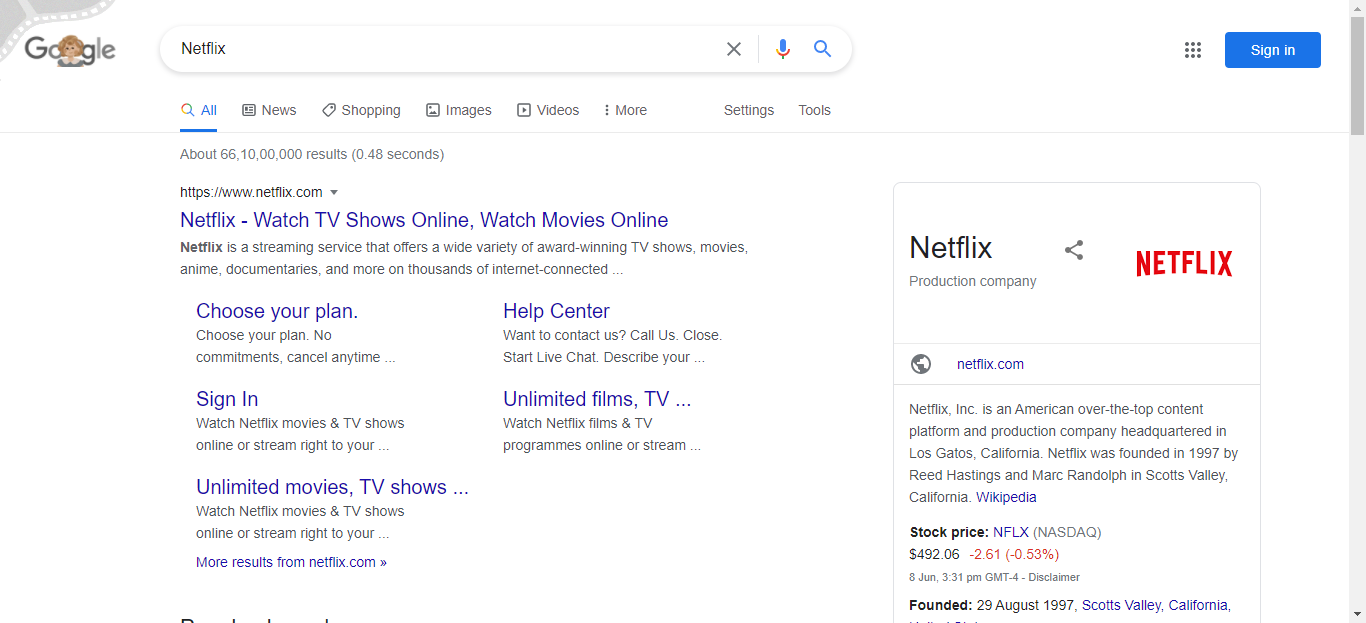 Google
Netflix
Sign in
All
News
Shopping
Images
Videos
More
Settings
Tools
About 66,10,00,000 results (0.48 seconds)
https://www.netflix.com
Netflix - Watch TV Shows Online, Watch Movies Online
Netflix is a streaming service that offers a wide variety of award-winning TV shows, movies,
anime, documentaries, and more on thousands of internet-connected ...
Choose your plan.
Choose your plan. No
commitments, cancel anytime ...
Help Center
Want to contact us? Call Us. Close.
Start Live Chat. Describe your ...
Sign In
Watch Netflix movies & TV shows
online or stream right to your ...
Unlimited films, TV ...
Watch Netflix films & TV
programmes online or stream ...
Unlimited movies, TV shows ...
Watch Netflix movies & TV shows
online or stream right to your ...
More results from netflix.com »
Netflix
Production company
NETFLIX
netflix.com
Netflix, Inc. is an American over-the-top content
platform and production company headquartered in
Los Gatos, California. Netflix was founded in 1997 by
Reed Hastings and Marc Randolph in Scotts Valley,
California. Wikipedia
Stock price: NFLX (NASDAQ)
$492.06 -2.61 (-0.53%)
8 Jun, 3:31 pm GMT-4 - Disclaimer
Founded: 29 August 1997, Scotts Valley, California,